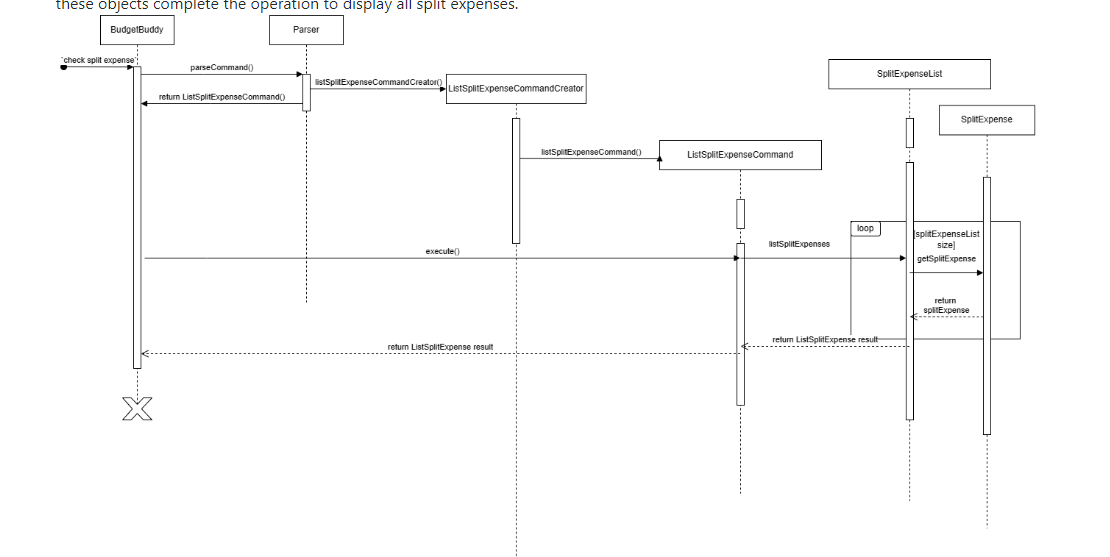 these objects complete the operation to display all split expenses.
BudgetBuddy
Parser
'check split expense'
parseCommand()
listSplitExpenseCommandCreator()
ListSplitExpenseCommandCreator
return ListSplitExpenseCommand()
SplitExpenseList
SplitExpense
listSplitExpenseCommand()
ListSplitExpenseCommand
loop
[splitExpenseList
size]
listSplitExpenses
execute()
getSplitExpense
return
splitExpense
return ListSplitExpense result
return ListSplitExpense result